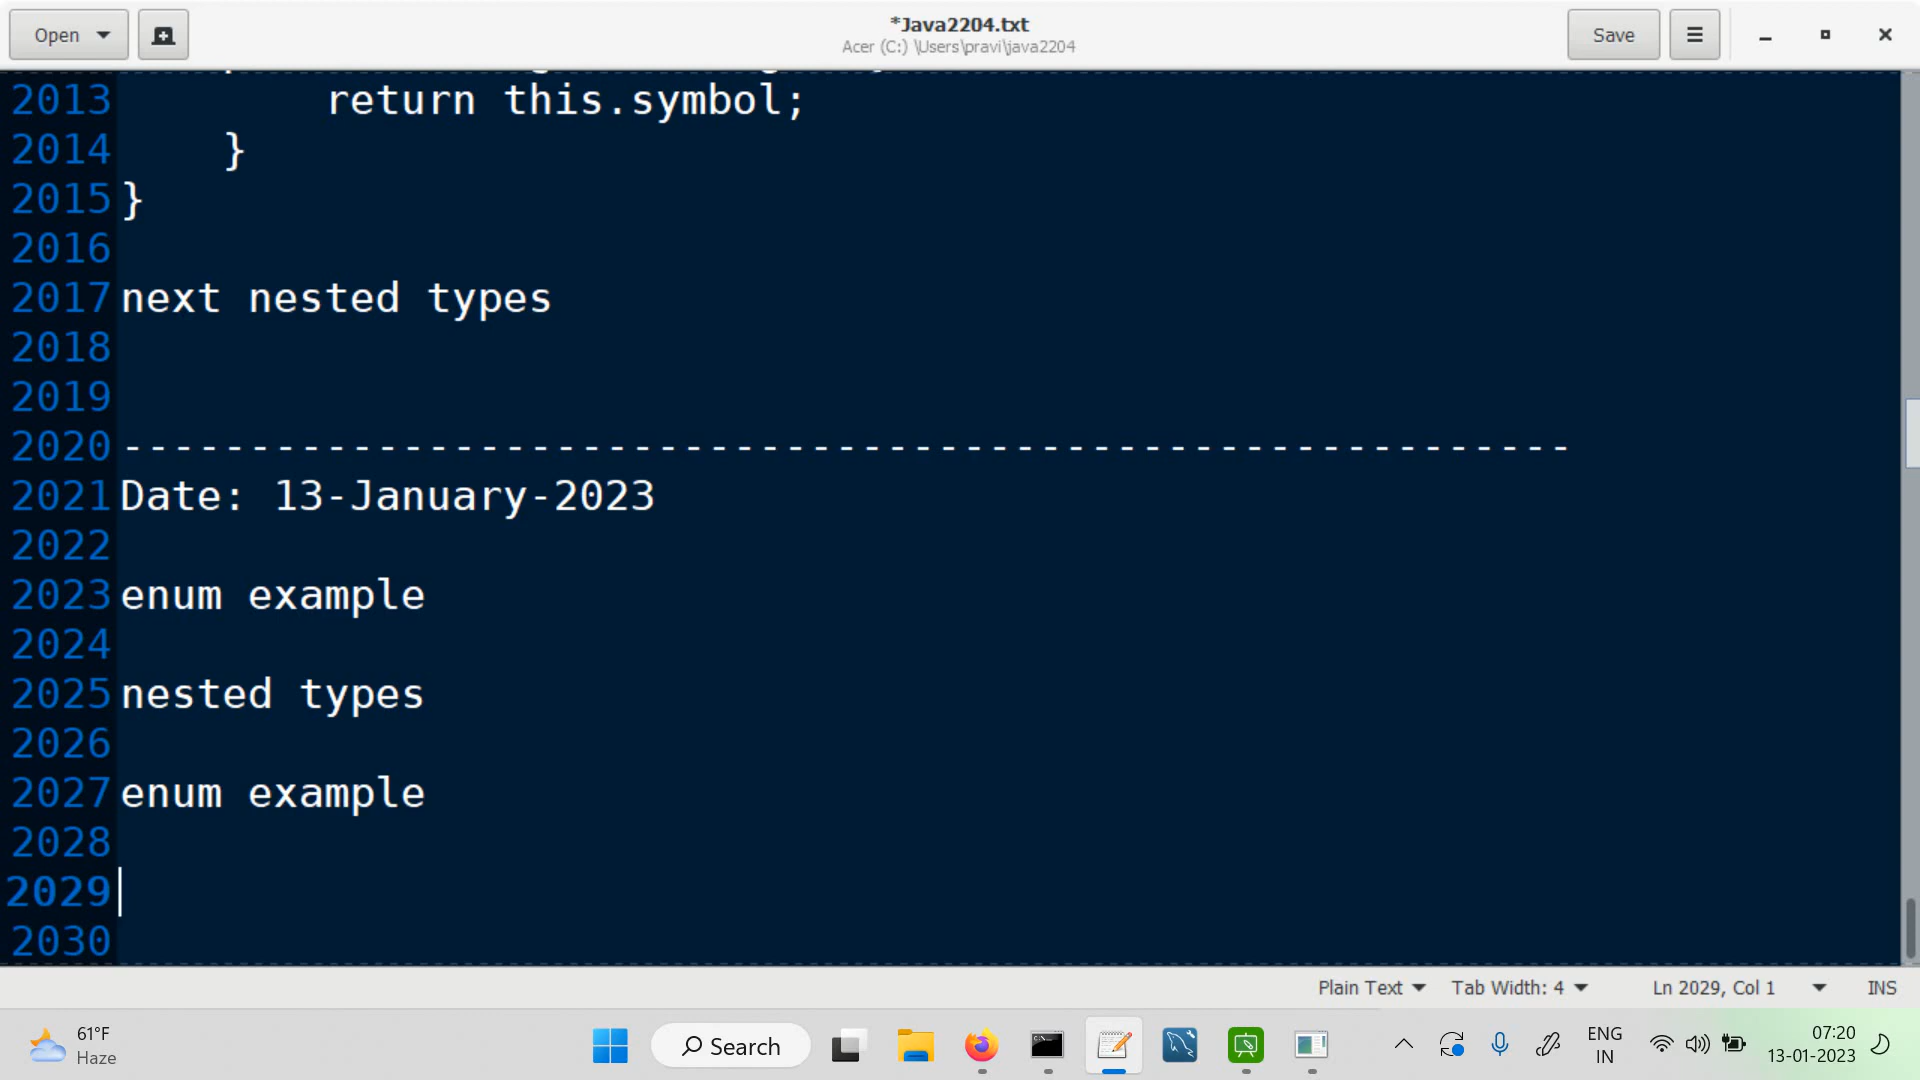 Open
*Java2204.txt
Acer (C:) \Users\pravi\java2204
Save
2013 return this.symbol;
2014 }
2015 }
2016
2017 next nested types
2018
2019
2020 ---------------------------------------------------------
2021 Date: 13-January-2023
2022
2023 enum example
2024
2025 nested types
2026
2027 enum example
2028
2029
2030
Plain Text Tab Width: 4 Ln 2029, Col 1 INS
61°F
Haze
Search
ENG
IN
07:20
13-01-2023